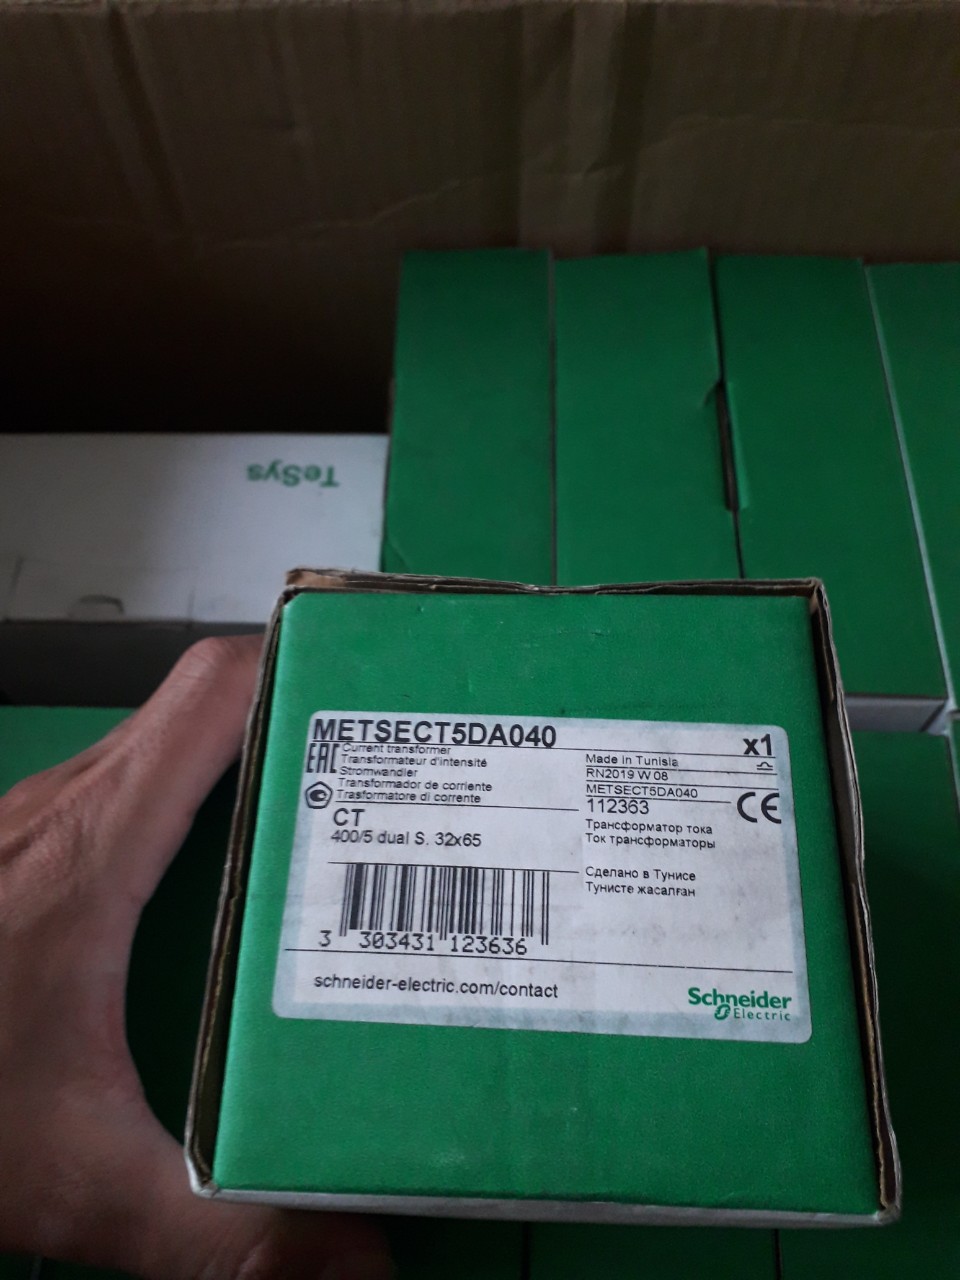 TeSys
METSECT5DA040
x1
EAC
Current transformer
Transformateur d'intensité
Stromwandler
Transformador de corriente
Trasformatore di corrente
CT
400/5 dual S. 32x65
Made in Tunisia
RN2019 W 08
METSECT5DA040
112363
CE
Трансформатор тока
Ток трансформаторы
Сделано в Тунисе
Тунисте жасалған
3 303431 123636
schneider-electric.com/contact
Schneider
Electric